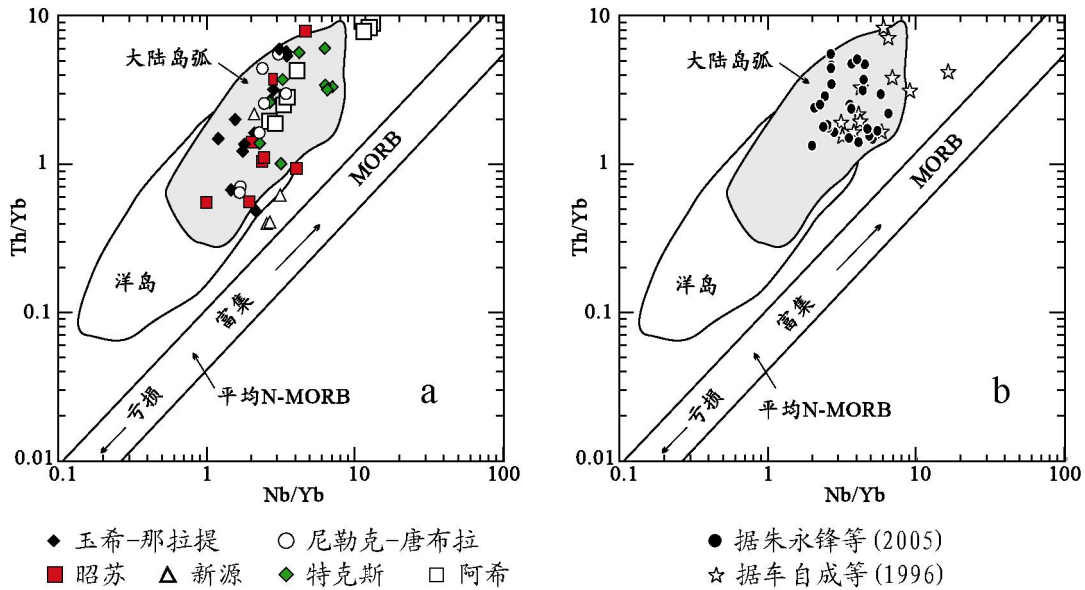 10
1
0.1
0.01
Th/Yb
0.1
1
10
100
Nb/Yb
大陆岛弧
洋岛
MORB
富集
亏损
平均N-MORB
a
10
1
0.1
0.01
Th/Yb
0.1
1
10
100
Nb/Yb
大陆岛弧
洋岛
MORB
富集
亏损
平均N-MORB
b
玉希-那拉提
尼勒克-唐布拉
昭苏
新源
特克斯
阿希
据朱永锋等 (2005)
据车自成等 (1996)